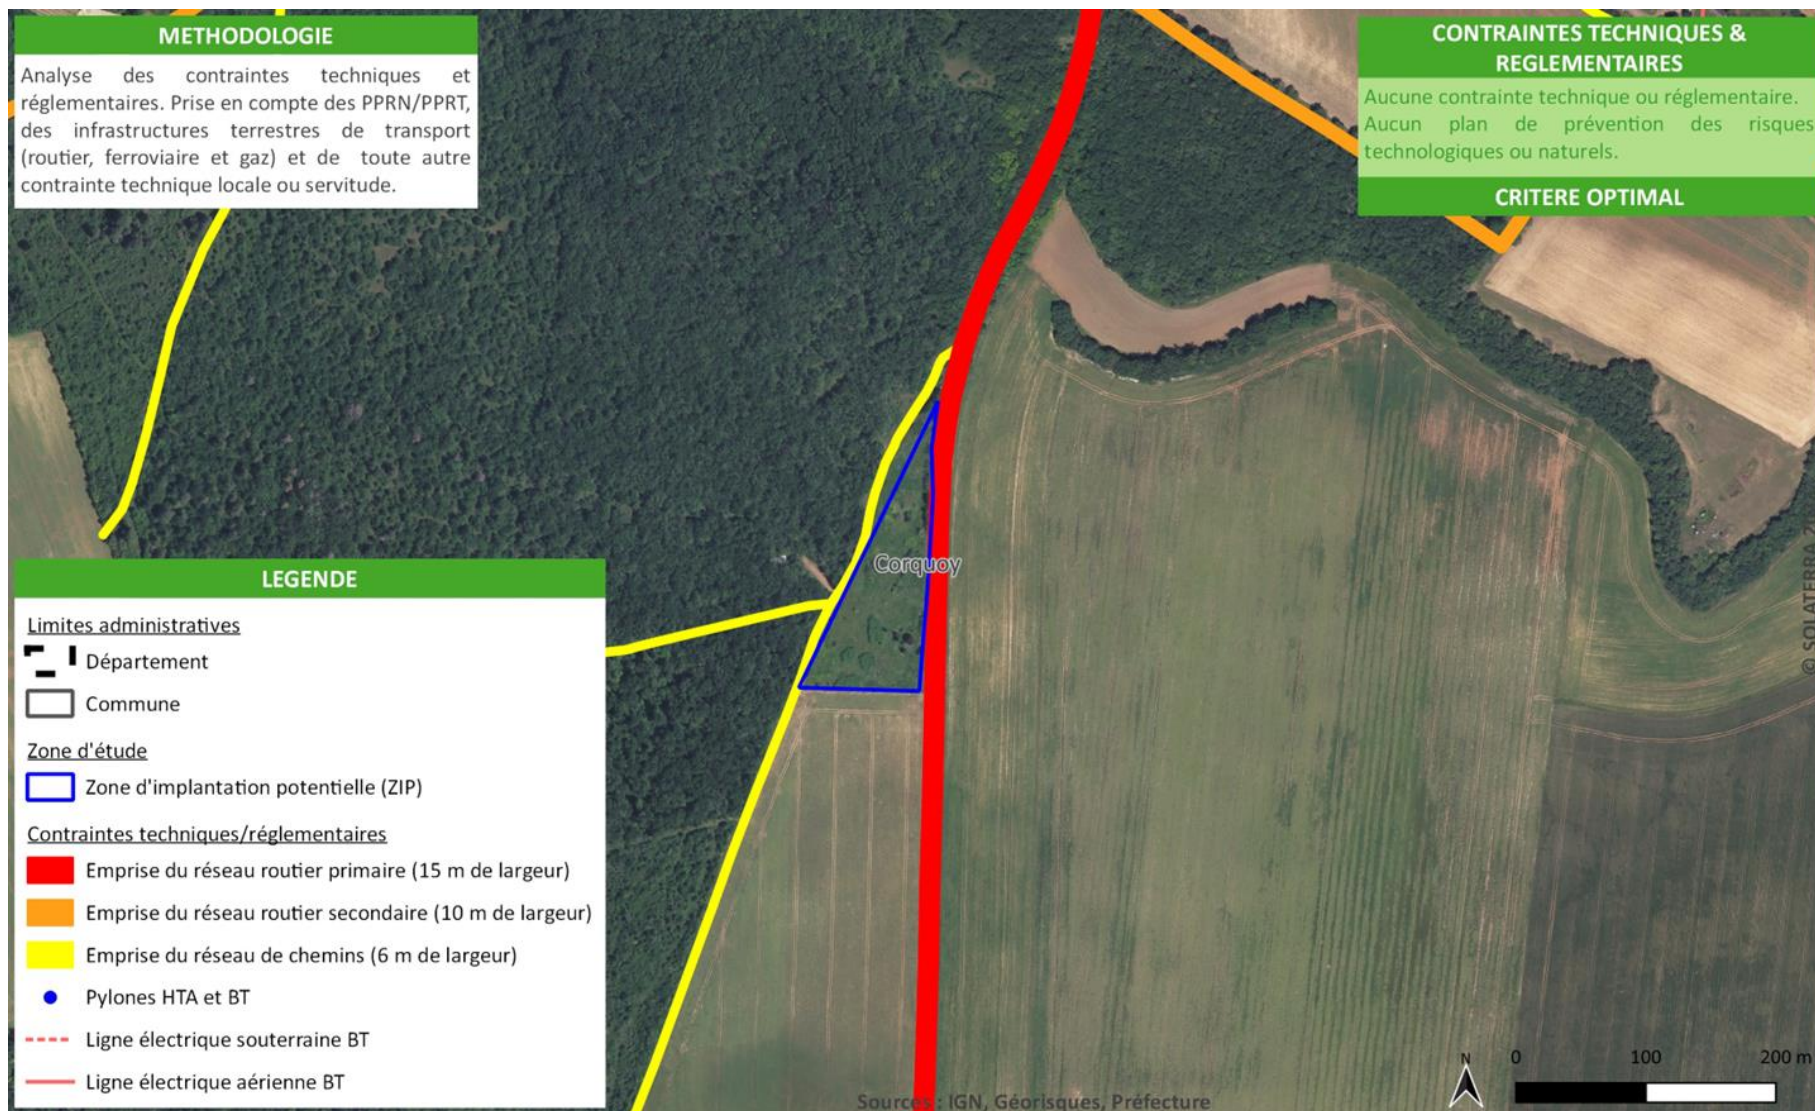 METHODOLOGIE
Analyse des contraintes techniques et
réglementaires. Prise en compte des PPRN/PPRT,
des infrastructures terrestres de transport
(routier, ferroviaire et gaz) et de toute autre
contrainte technique locale ou servitude.
CONTRAINTES TECHNIQUES &
REGLEMENTAIRES
Aucune contrainte technique ou réglementaire.
Aucun plan de prévention des risques
technologiques ou naturels.
CRITERE OPTIMAL
Corquoy
LEGENDE
Limites administratives
Département
Commune
Zone d'étude
Zone d'implantation potentielle (ZIP)
Contraintes techniques/réglementaires
Emprise du réseau routier primaire (15 m de largeur)
Emprise du réseau routier secondaire (10 m de largeur)
Emprise du réseau de chemins (6 m de largeur)
Pylones HTA et BT
Ligne électrique souterraine BT
Ligne électrique aérienne BT
© SOLATERRA
N 0 100 200 m
Sources : IGN, Géorisques, Préfecture